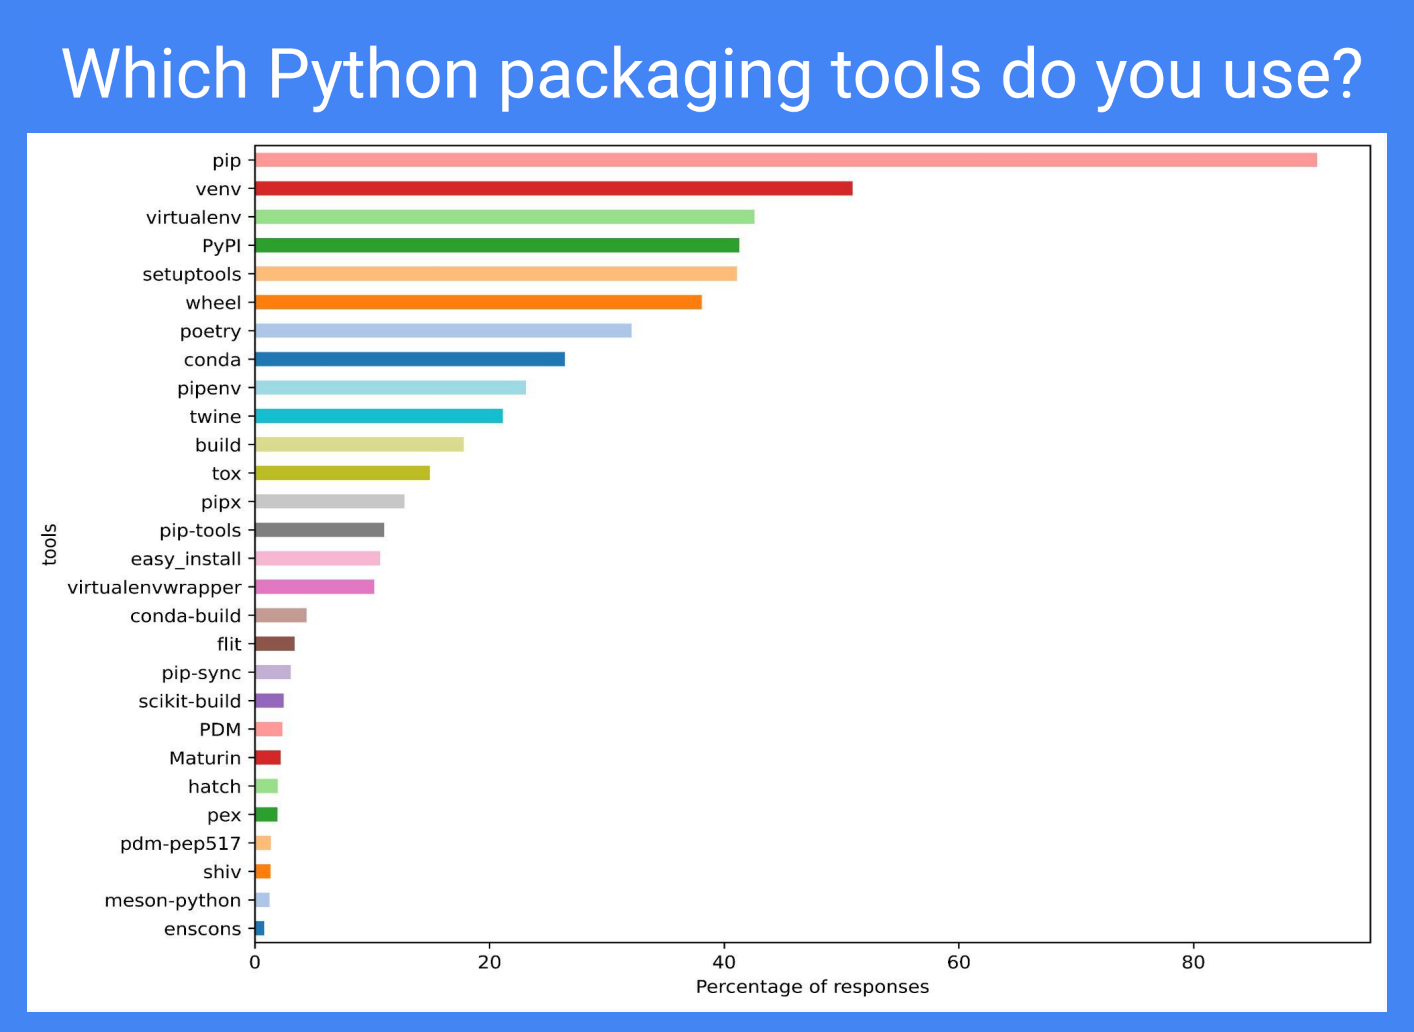 Which Python packaging tools do you use?
pip
venv
virtualenv
PyPI
setuptools
wheel
poetry
conda
pipenv
twine
build
tox
pipx
pip-tools
easy_install
virtualenvwrapper
conda-build
flit
pip-sync
scikit-build
PDM
Maturin
hatch
pex
pdm-pep517
shiv
meson-python
enscons
tools
0 20 40 60 80
Percentage of responses